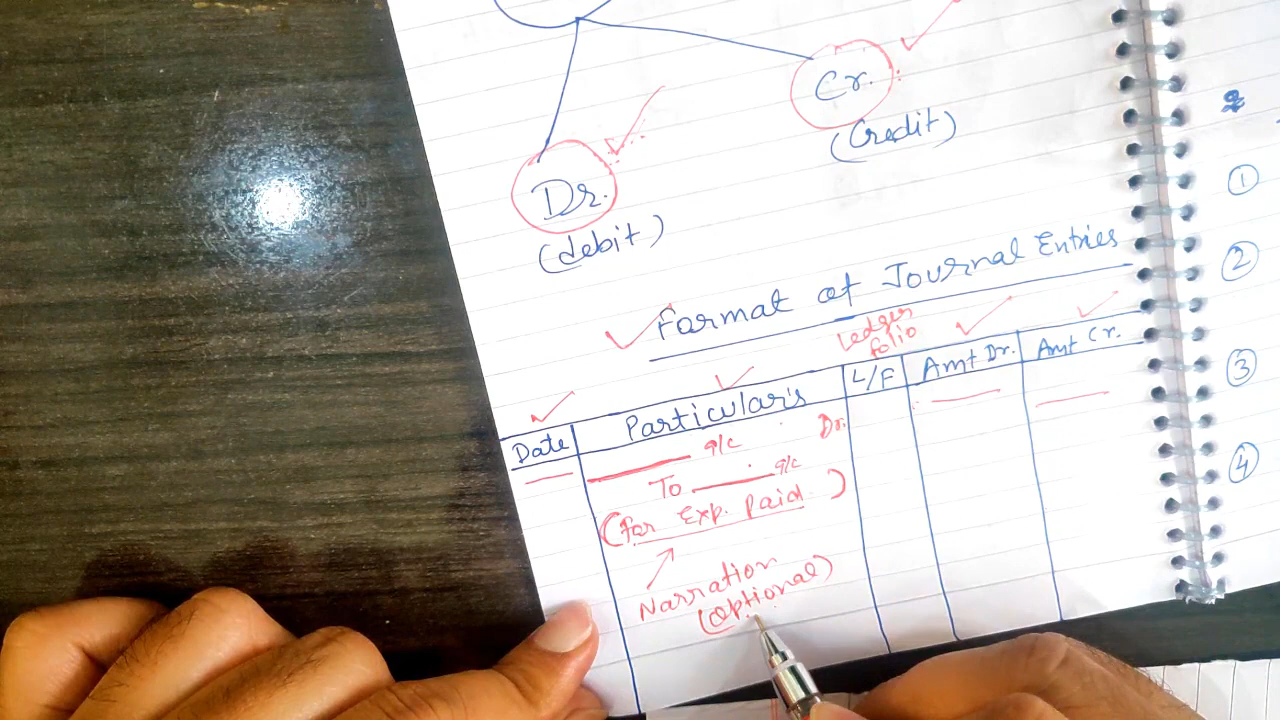 Cr.
(Credit)
Dr.
(debit)
Format of Journal Entries
Ledger
folio
Date
Particular's
L/F
Amt Dr.
Amt Cr.
a/c Dr.
To a/c
(for Exp. Paid )
Narration
(optional)
1
2
3
4